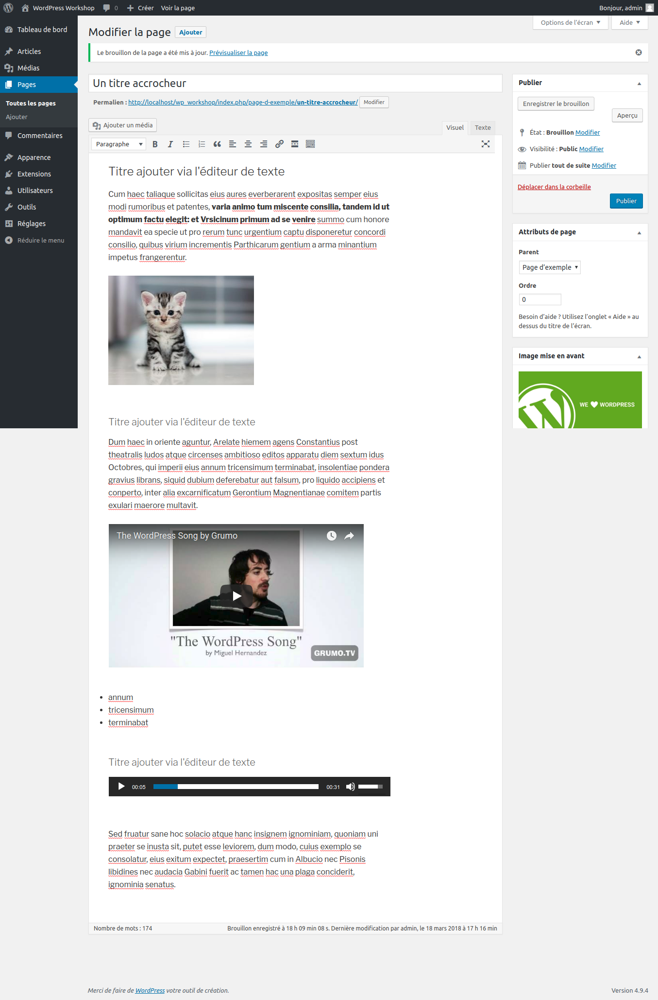 WordPress Workshop 0 Créer Voir la page Bonjour, admin
Options de l'écran Aide
Tableau de bord
Articles
Médias
Pages
Toutes les pages
Ajouter
Commentaires
Apparence
Extensions
Utilisateurs
Outils
Réglages
Réduire le menu
Modifier la page Ajouter
Le brouillon de la page a été mis à jour. Prévisualiser la page
Un titre accrocheur
Permalien : http://localhost/wp_workshop/index.php/page-d-exemple/un-titre-accrocheur/ Modifier
Ajouter un média
Visuel Texte
Paragraphe
Titre ajouter via l'éditeur de texte
Cum haec taliaque sollicitas eius aures everberarent expositas semper eius
modi rumoribus et patentes, varia animo tum miscente consilia, tandem id ut
optimum factu elegit: et Vrsicinum primum ad se venire summo cum honore
mandavit ea specie ut pro rerum tunc urgentium captu disponeretur concordi
consilio, quibus virium incrementis Parthicarum gentium a arma minantium
impetus frangerentur.
Titre ajouter via l'éditeur de texte
Dum haec in oriente aguntur, Arelate hiemem agens Constantius post
theatralis ludos atque circenses ambitioso editos apparatu diem sextum idus
Octobres, qui imperii eius annum tricensimum terminabat, insolentiae pondera
gravius librans, siquid dubium deferebatur aut falsum, pro liquido accipiens et
conperto, inter alia excarnificatum Gerontium Magnentianae comitem partis
exulari maerore multavit.
The WordPress Song by Grumo
"The WordPress Song"
by Miguel Hernandez
GRUMO.TV
annum
tricensimum
terminabat
Titre ajouter via l'éditeur de texte
00:05 00:31
Sed fruatur sane hoc solacio atque hanc insignem ignominiam, quoniam uni
praeter se inusta sit, putet esse leviorem, dum modo, cuius exemplo se
consolatur, eius exitum expectet, praesertim cum in Albucio nec Pisonis
libidines nec audacia Gabini fuerit ac tamen hac una plaga conciderit,
ignominia senatus.
Nombre de mots : 174 Brouillon enregistré à 18 h 09 min 08 s. Dernière modification par admin, le 18 mars 2018 à 17 h 16 min
Publier
Enregistrer le brouillon
Aperçu
État : Brouillon Modifier
Visibilité : Public Modifier
Publier tout de suite Modifier
Déplacer dans la corbeille
Publier
Attributs de page
Parent
Page d'exemple
Ordre
0
Besoin d'aide ? Utilisez l'onglet « Aide » au
dessus du titre de l'écran.
Image mise en avant
WE WORDPRESS
Merci de faire de WordPress votre outil de création. Version 4.9.4